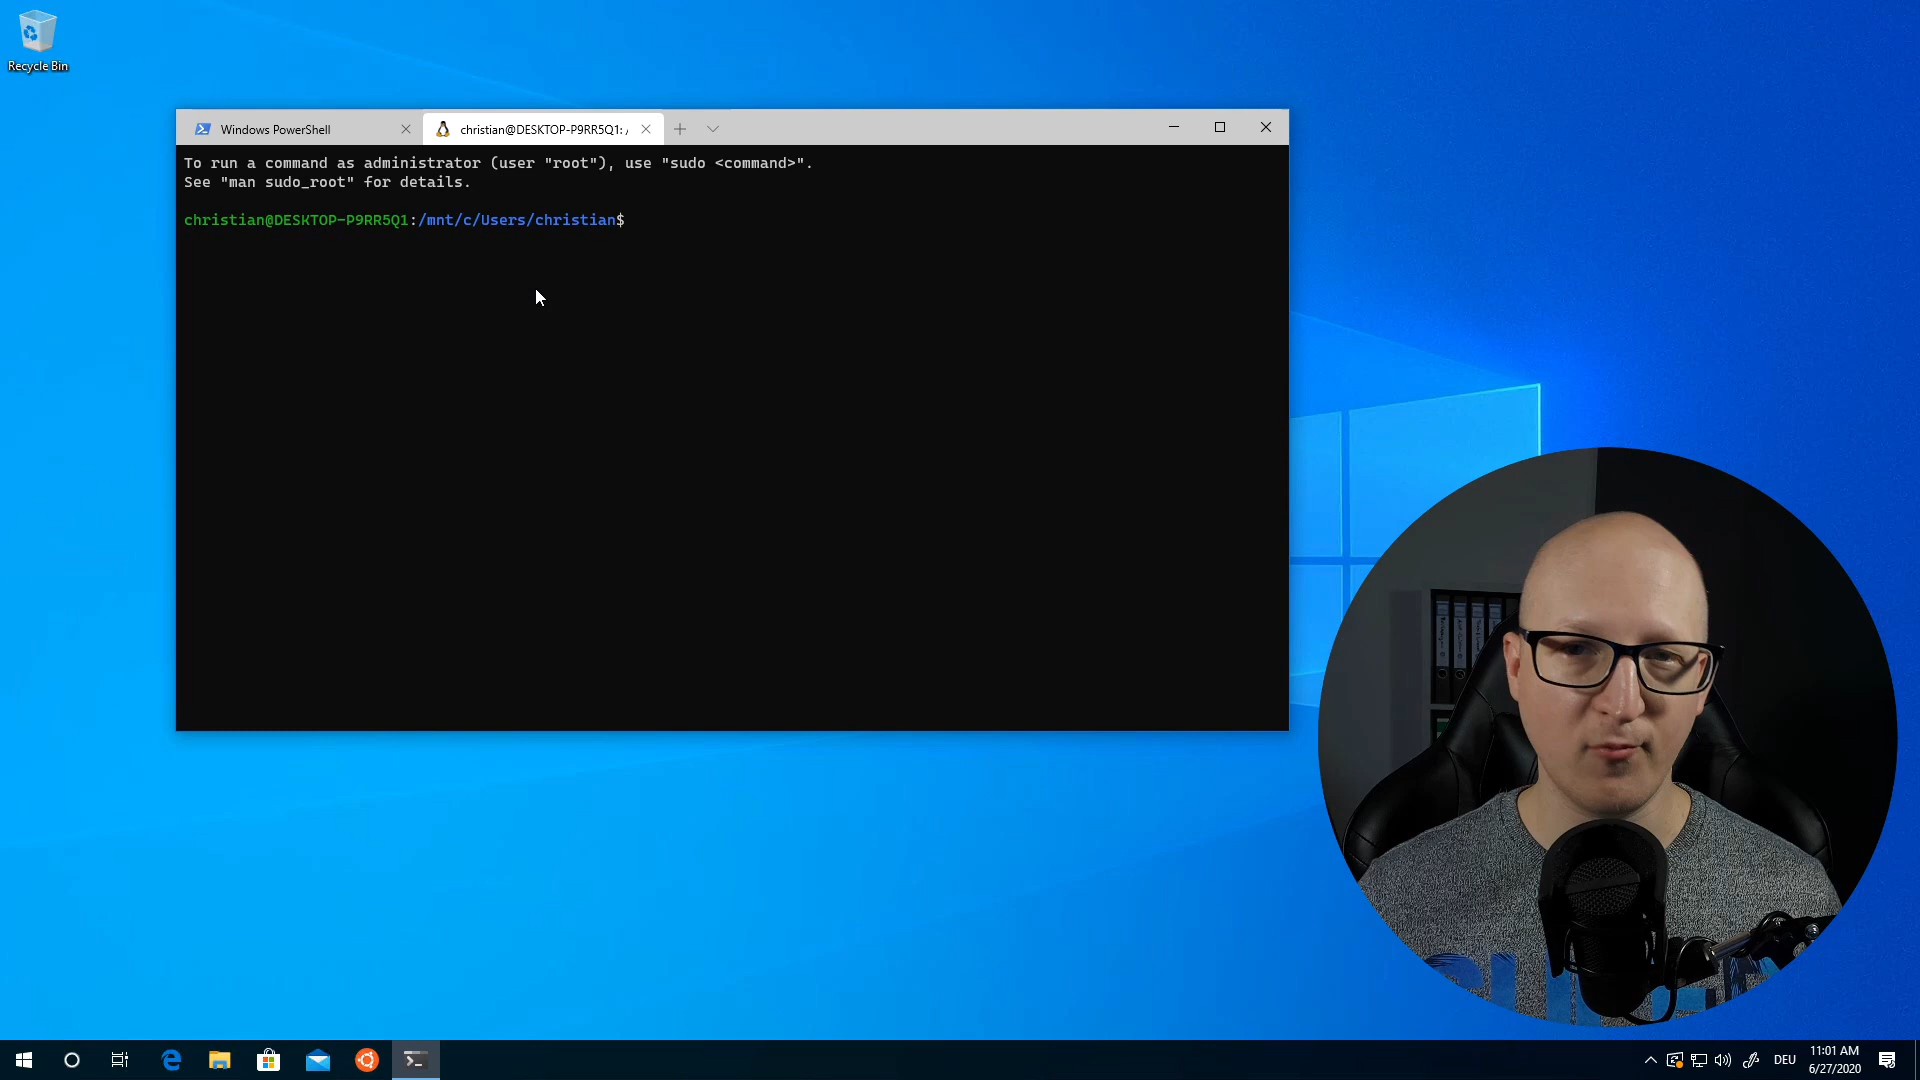 Recycle Bin
Windows PowerShell
christian@DESKTOP-P9RR5Q1: /
To run a command as administrator (user "root"), use "sudo <command>".
See "man sudo_root" for details.
christian@DESKTOP-P9RR5Q1:/mnt/c/Users/christian$
DEU
11:01 AM
6/27/2020